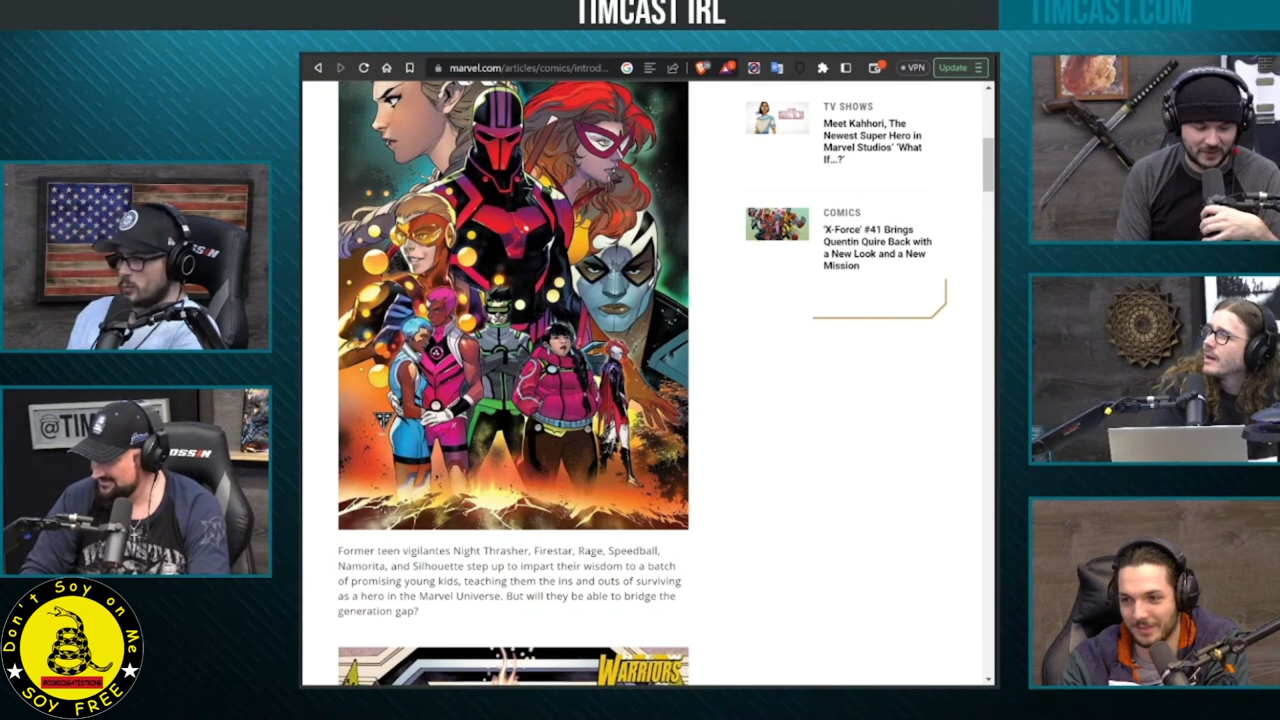 TIMCAST IRL
TIMCAST.COM
marvel.com/articles/comics/introd...
VPN
Update
TV SHOWS
Meet Kahhori, The
Newest Super Hero in
Marvel Studios' 'What
If...?'
COMICS
'X-Force' #41 Brings
Quentin Quire Back with
a New Look and a New
Mission
Former teen vigilantes Night Thrasher, Firestar, Rage, Speedball,
Namorita, and Silhouette step up to impart their wisdom to a batch
of promising young kids, teaching them the ins and outs of surviving
as a hero in the Marvel Universe. But will they be able to bridge the
generation gap?
WARRIORS
@TIM
OSSIN
Don't Soy on Me
#COMICSGATESTRONG
SOY FREE